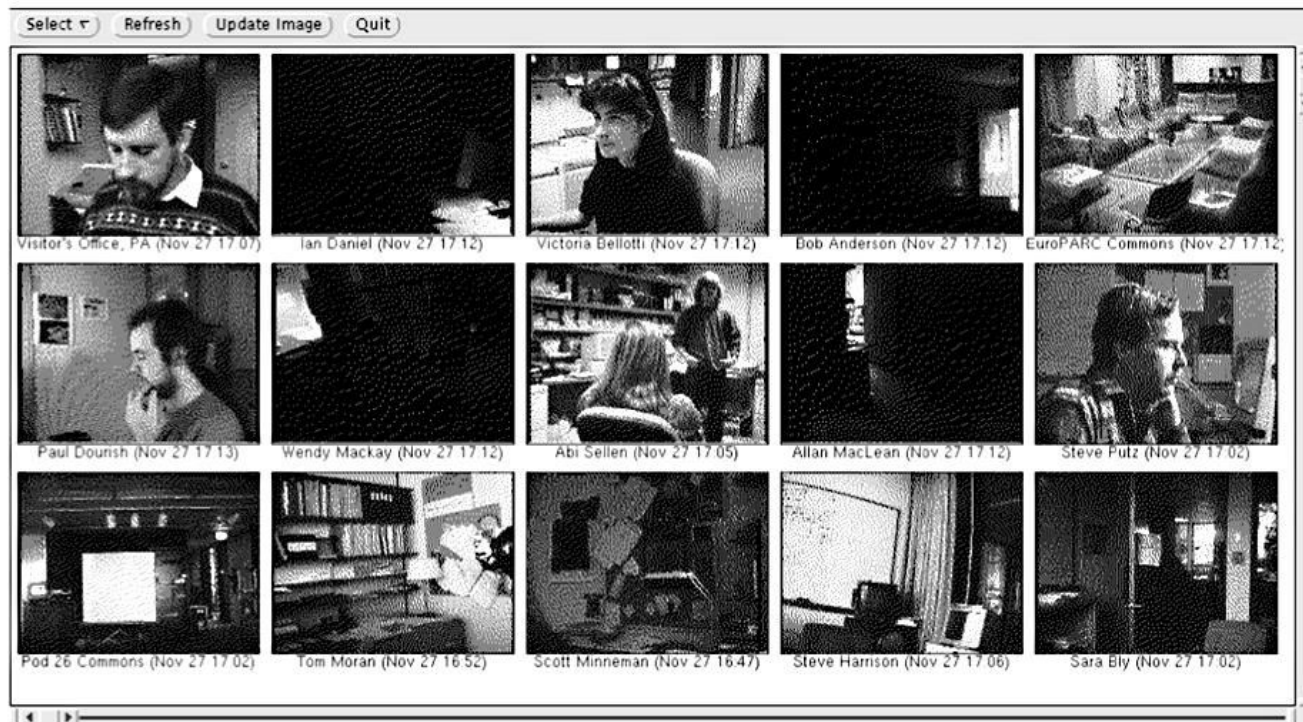 Select Refresh Update Image Quit
Visitor's Office, PA (Nov 27 17 07) Ian Daniel (Nov 27 17.12) Victoria Bellotti (Nov 27 17:12) Bob Anderson (Nov 27 17.12) EuroPARC Commons (Nov 27 17.12)
Paul Dourish (Nov 27 17 13) Wendy Mackay (Nov 27 17.12) Abi Sellen (Nov 27 17.05) Allan MacLean (Nov 27 17.12) Steve Putz (Nov 27 17:02)
Pod 26 Commons (Nov 27 17 02) Tom Moran (Nov 27 16 52) Scott Minneman (Nov 27 16.47) Steve Harrison (Nov 27 17 06) Sara Bly (Nov 27 17.02)